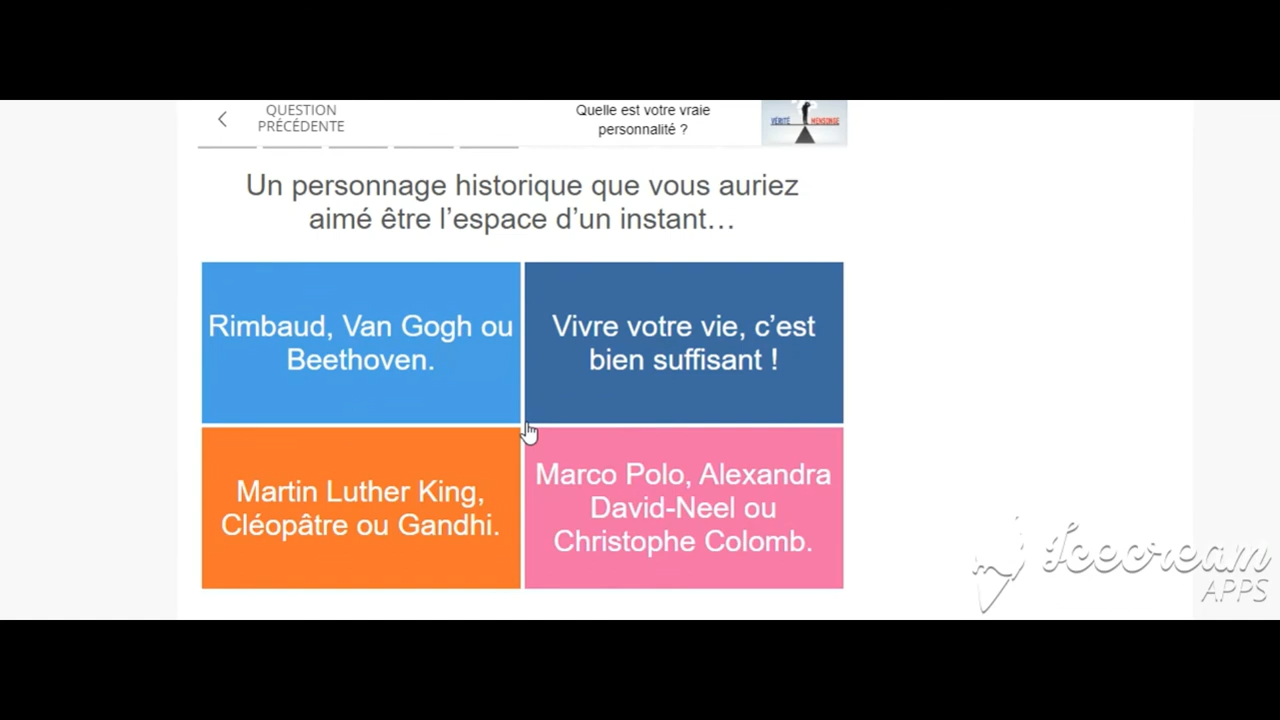 QUESTION
PRÉCÉDENTE
Quelle est votre vraie
personnalité ?
VÉRITÉ MENSONGE
Un personnage historique que vous auriez
aimé être l’espace d’un instant…
Rimbaud, Van Gogh ou
Beethoven.
Vivre votre vie, c’est
bien suffisant !
Martin Luther King,
Cléopâtre ou Gandhi.
Marco Polo, Alexandra
David-Neel ou
Christophe Colomb.
Icecream
APPS